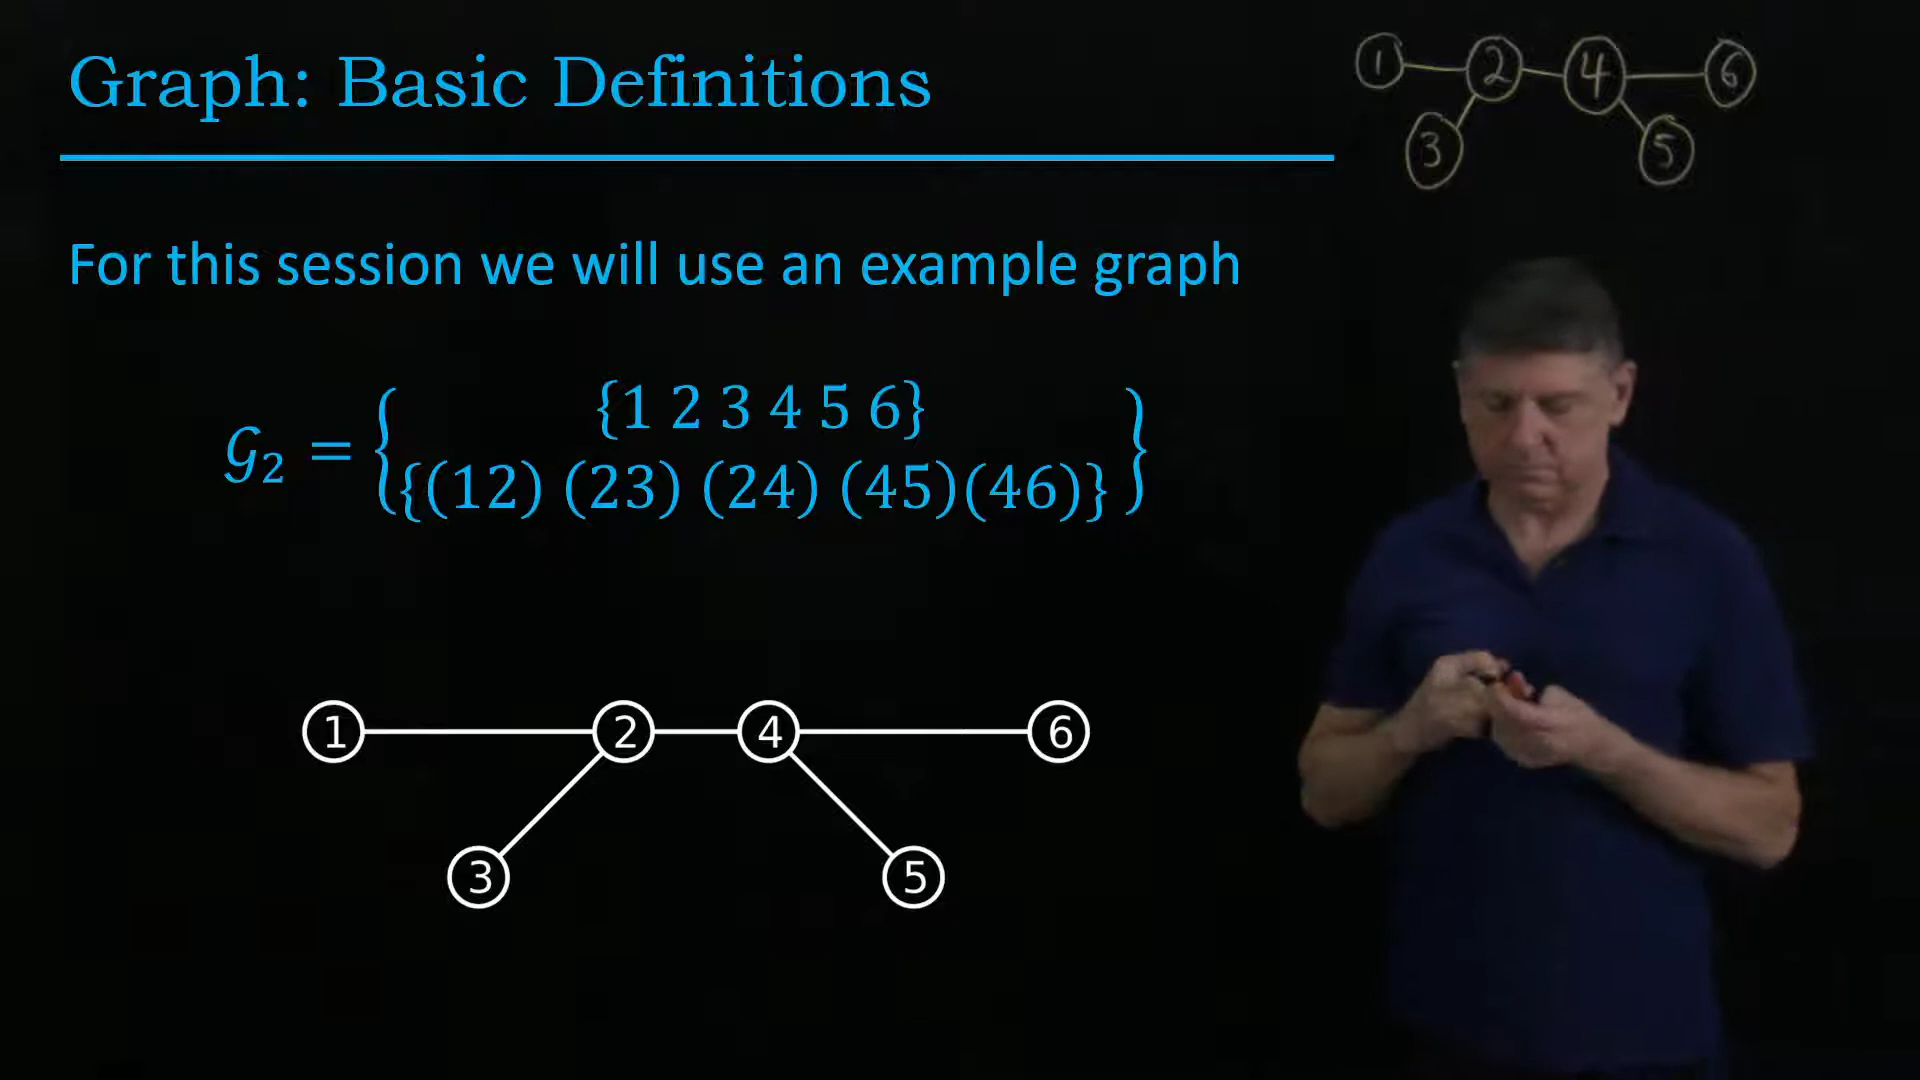 Graph: Basic Definitions
1 2 4 6
3 5
For this session we will use an example graph
𝒢₂ = { {1 2 3 4 5 6}
{(12) (23) (24) (45)(46)} }
1 2 4 6
3 5